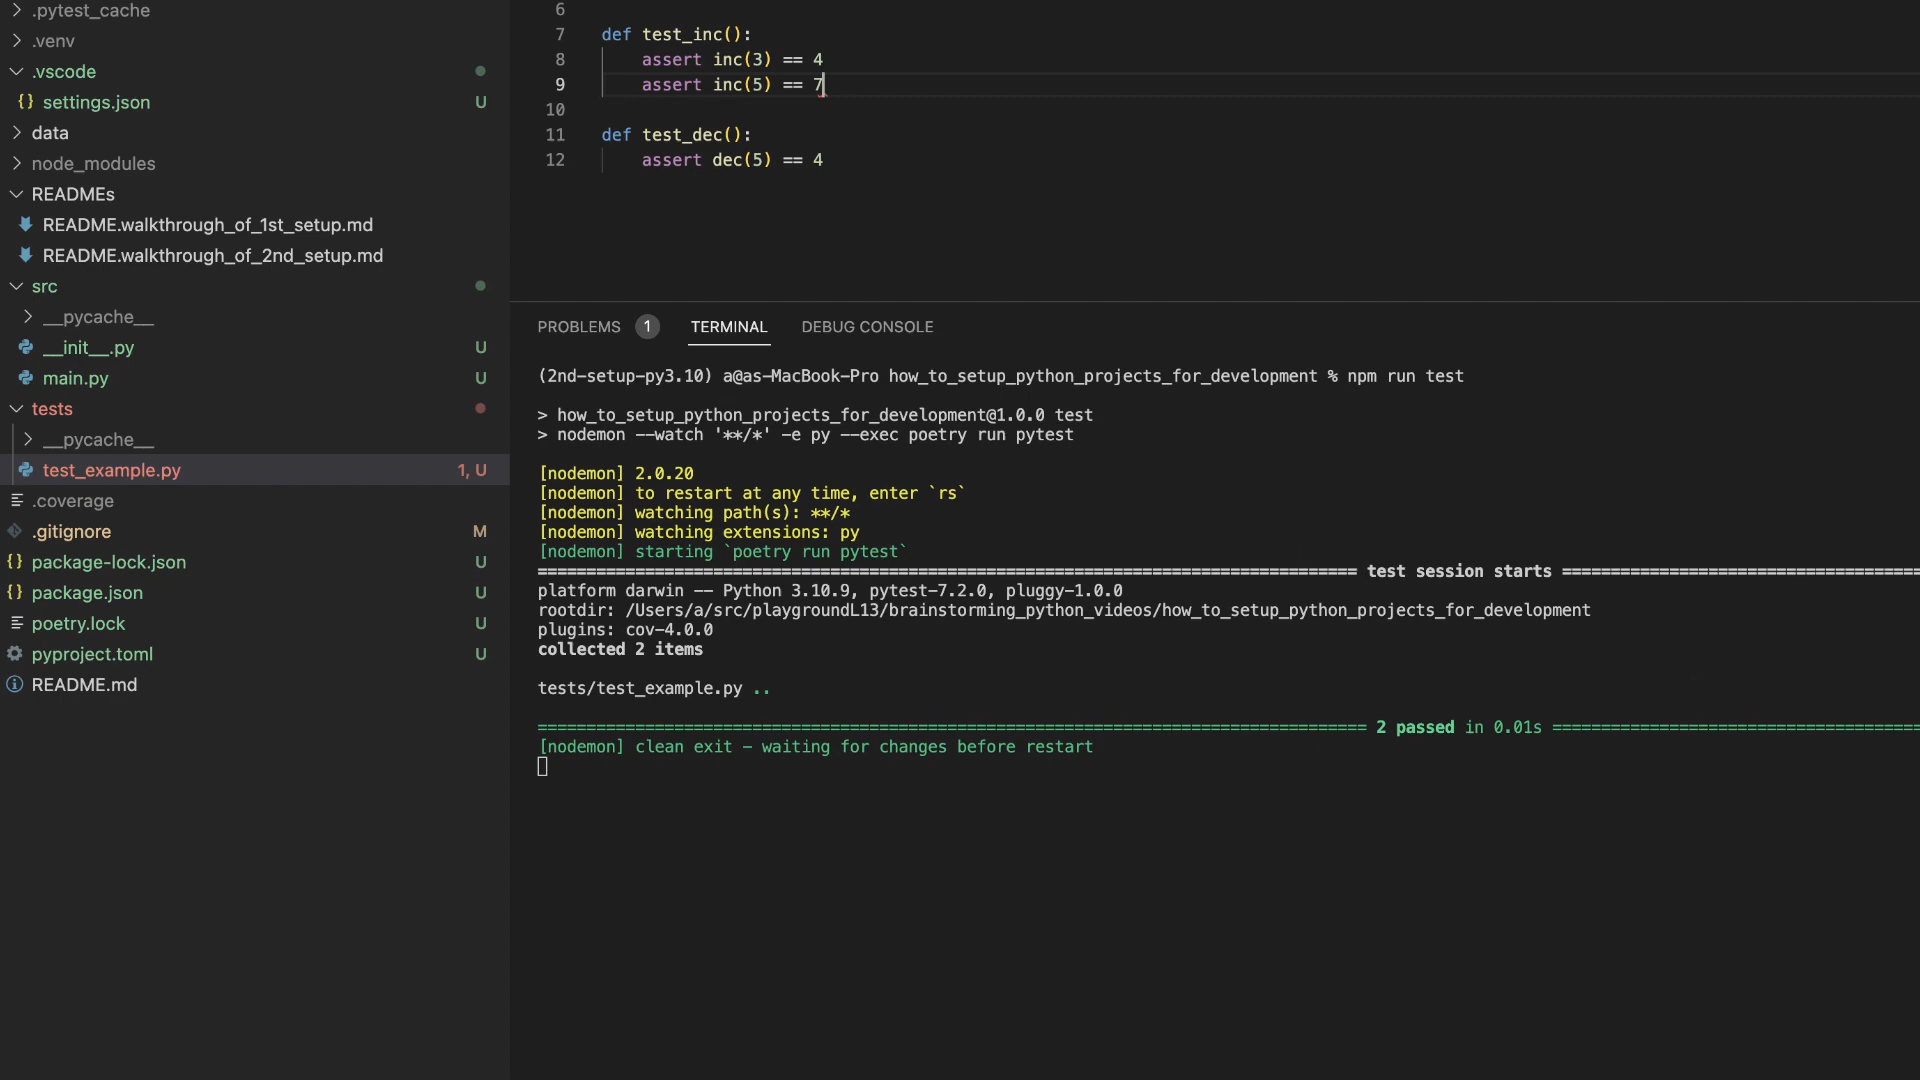 .pytest_cache
.venv
.vscode
{} settings.json U
data
node_modules
READMEs
README.walkthrough_of_1st_setup.md
README.walkthrough_of_2nd_setup.md
src
__pycache__
__init__.py U
main.py U
tests
__pycache__
test_example.py 1, U
.coverage
.gitignore M
{} package-lock.json U
{} package.json U
poetry.lock U
pyproject.toml U
README.md
6
7 def test_inc():
8 assert inc(3) == 4
9 assert inc(5) == 7
10
11 def test_dec():
12 assert dec(5) == 4
PROBLEMS 1 TERMINAL DEBUG CONSOLE
(2nd-setup-py3.10) a@as-MacBook-Pro how_to_setup_python_projects_for_development % npm run test
> how_to_setup_python_projects_for_development@1.0.0 test
> nodemon --watch '**/*' -e py --exec poetry run pytest
[nodemon] 2.0.20
[nodemon] to restart at any time, enter `rs`
[nodemon] watching path(s): **/*
[nodemon] watching extensions: py
[nodemon] starting `poetry run pytest`
==================================================================================== test session starts =====================================
platform darwin -- Python 3.10.9, pytest-7.2.0, pluggy-1.0.0
rootdir: /Users/a/src/playgroundL13/brainstorming_python_videos/how_to_setup_python_projects_for_development
plugins: cov-4.0.0
collected 2 items
tests/test_example.py ..
===================================================================================== 2 passed in 0.01s ======================================
[nodemon] clean exit - waiting for changes before restart